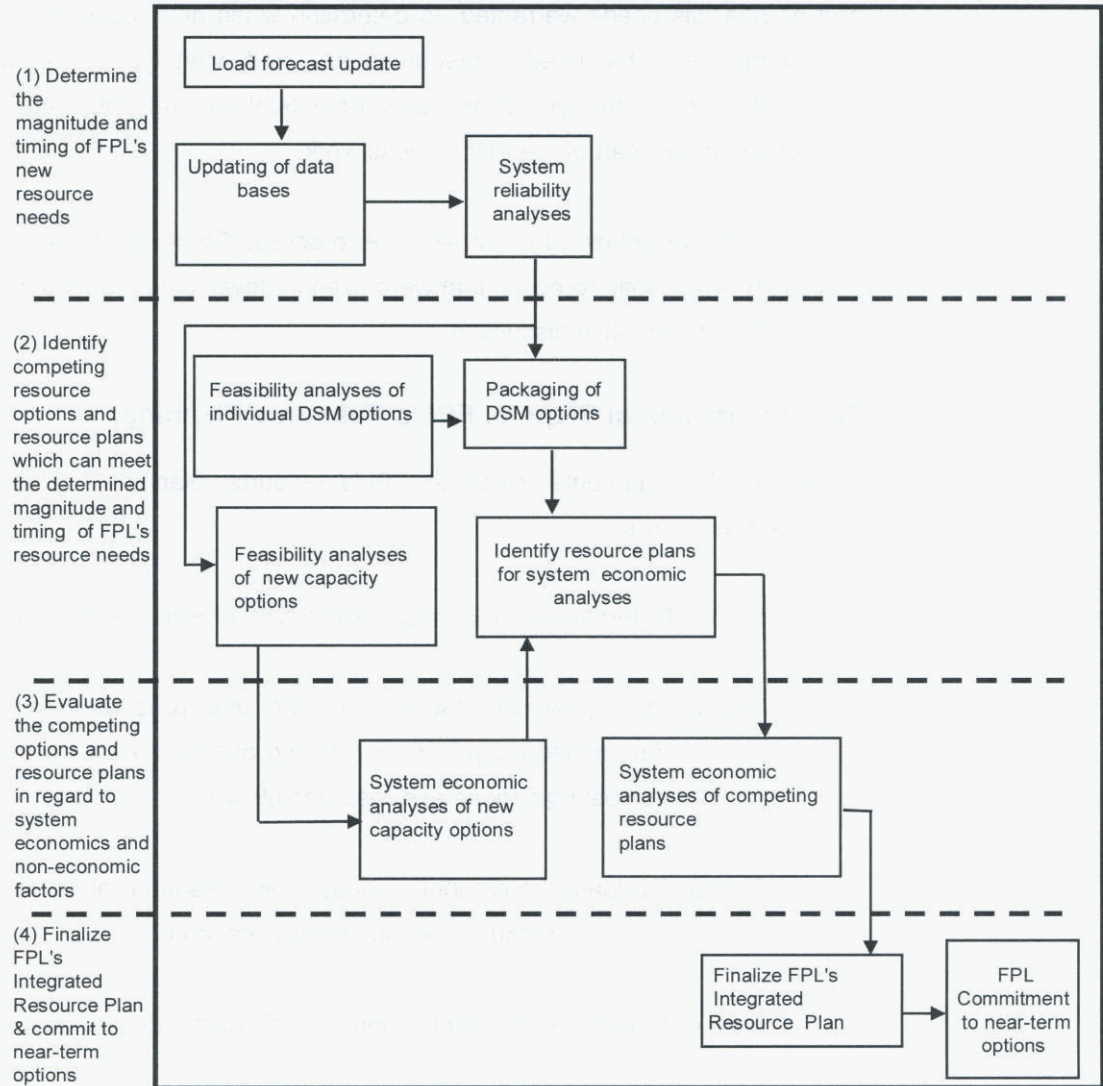 (1) Determine
the
magnitude and
timing of FPL's
new
resource
needs
Load forecast update
Updating of data
bases
System
reliability
analyses
(2) Identify
competing
resource
options and
resource plans
which can meet
the determined
magnitude and
timing of FPL's
resource needs
Feasibility analyses of
individual DSM options
Packaging of
DSM options
Feasibility analyses
of new capacity
options
Identify resource plans
for system economic
analyses
(3) Evaluate
the competing
options and
resource plans
in regard to
system
economics and
non-economic
factors
System economic
analyses of new
capacity options
System economic
analyses of competing
resource
plans
(4) Finalize
FPL's
Integrated
Resource Plan
& commit to
near-term
options
Finalize FPL's
Integrated
Resource Plan
FPL
Commitment
to near-term
options